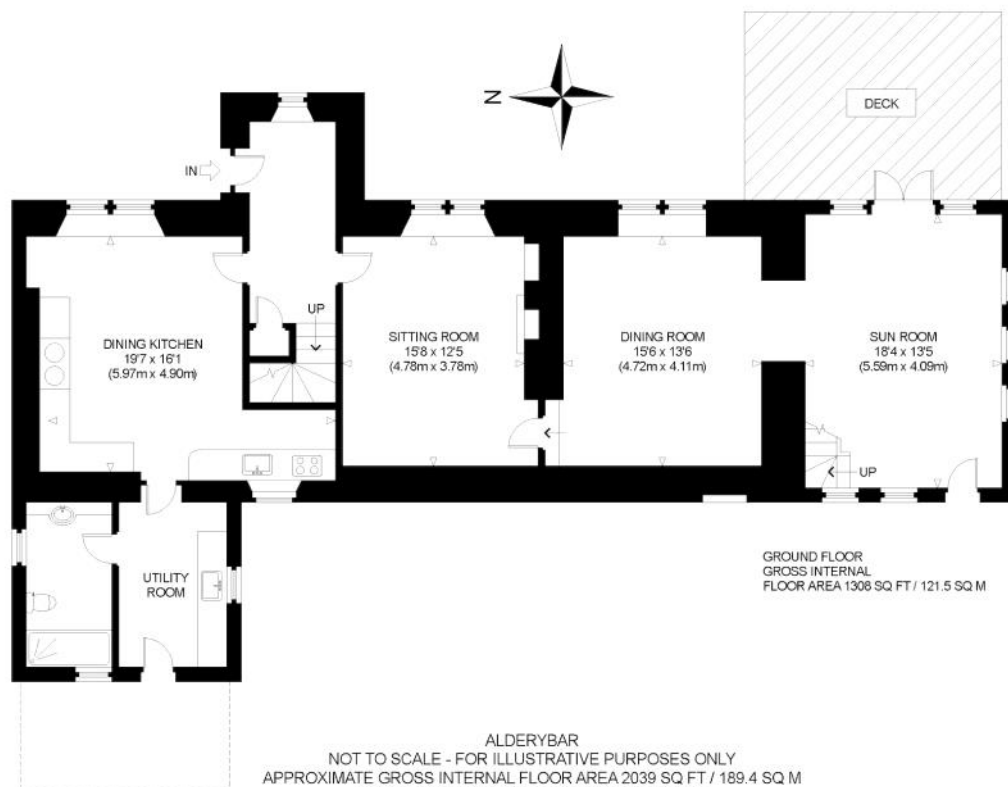 DECK
N
IN
UP
DINING KITCHEN
19'7 x 16'1
(5.97m x 4.90m)
SITTING ROOM
15'8 x 12'5
(4.78m x 3.78m)
DINING ROOM
15'6 x 13'6
(4.72m x 4.11m)
SUN ROOM
18'4 x 13'5
(5.59m x 4.09m)
UP
UTILITY
ROOM
GROUND FLOOR
GROSS INTERNAL
FLOOR AREA 1308 SQ FT / 121.5 SQ M
ALDERYBAR
NOT TO SCALE - FOR ILLUSTRATIVE PURPOSES ONLY
APPROXIMATE GROSS INTERNAL FLOOR AREA 2039 SQ FT / 189.4 SQ M